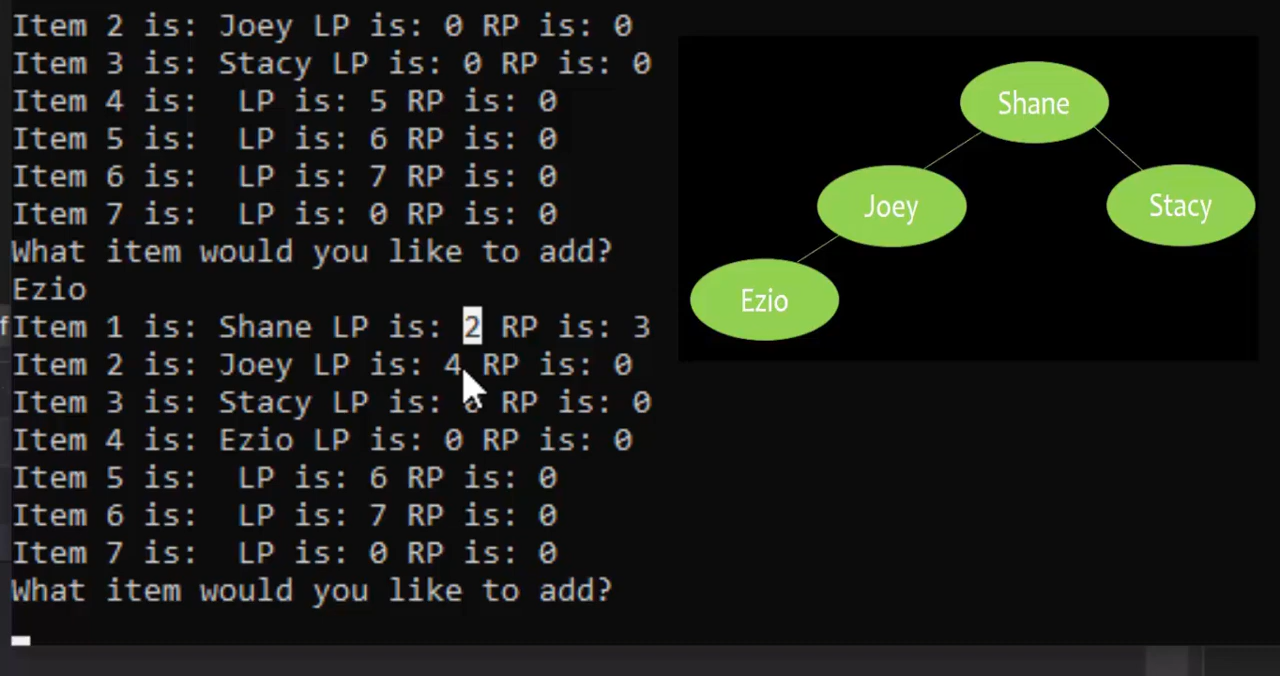 Item 2 is: Joey LP is: 0 RP is: 0
Item 3 is: Stacy LP is: 0 RP is: 0
Item 4 is:  LP is: 5 RP is: 0
Item 5 is:  LP is: 6 RP is: 0
Item 6 is:  LP is: 7 RP is: 0
Item 7 is:  LP is: 0 RP is: 0
What item would you like to add?
Ezio
Item 1 is: Shane LP is: 2 RP is: 3
Item 2 is: Joey LP is: 4 RP is: 0
Item 3 is: Stacy LP is: RP is: 0
Item 4 is: Ezio LP is: 0 RP is: 0
Item 5 is:  LP is: 6 RP is: 0
Item 6 is:  LP is: 7 RP is: 0
Item 7 is:  LP is: 0 RP is: 0
What item would you like to add?
Shane
Joey
Stacy
Ezio